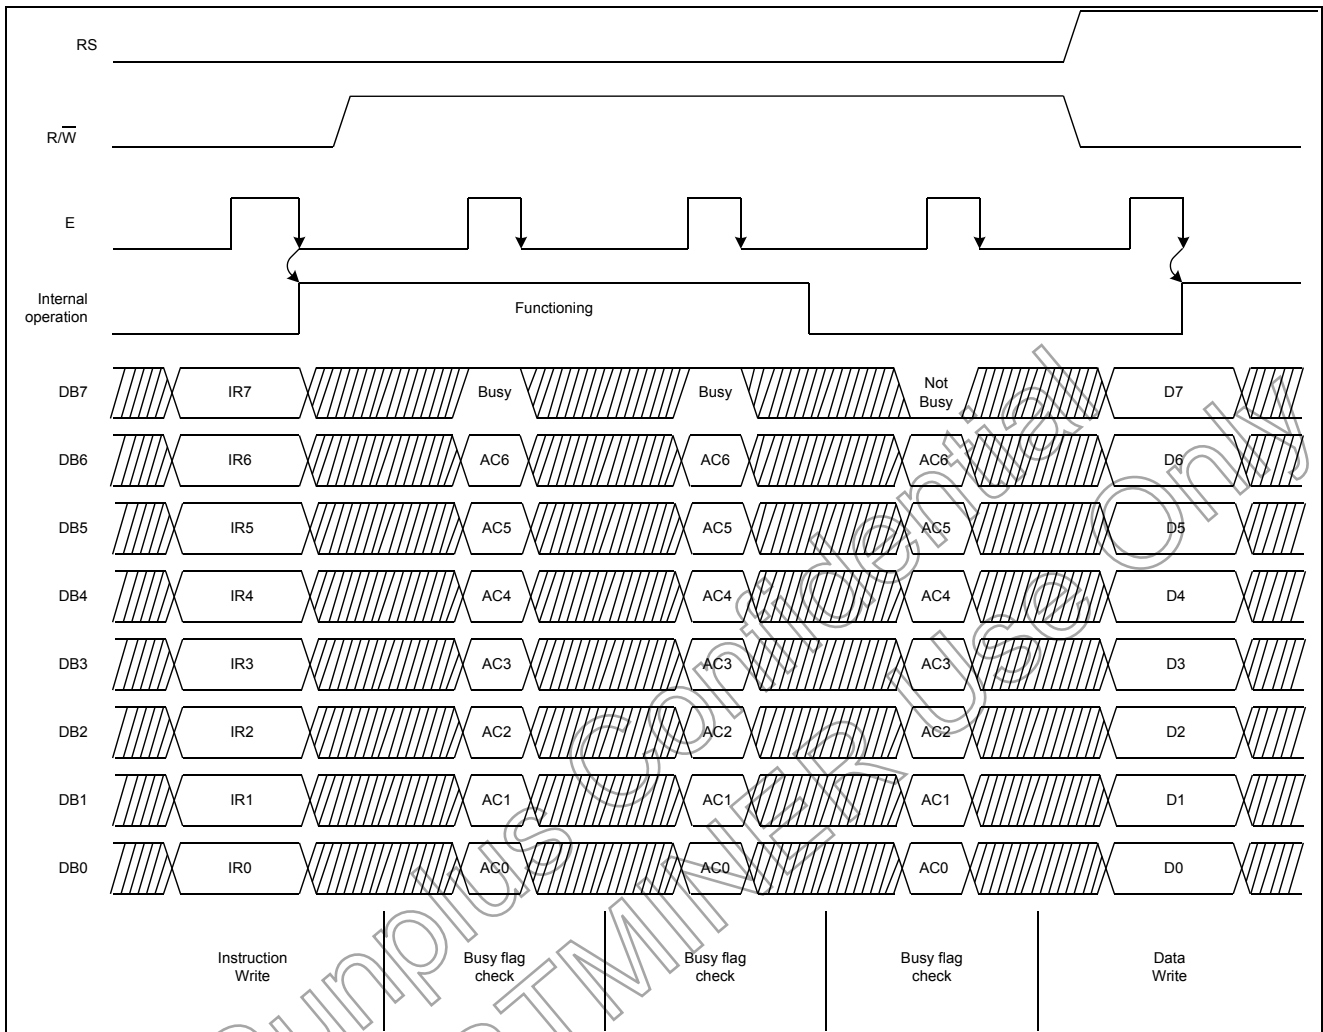 RS
R/W
E
Internal
operation
Functioning
DB7 IR7 Busy Busy Not Busy D7
DB6 IR6 AC6 AC6 AC6 D6
DB5 IR5 AC5 AC5 AC5 D5
DB4 IR4 AC4 AC4 AC4 D4
DB3 IR3 AC3 AC3 AC3 D3
DB2 IR2 AC2 AC2 AC2 D2
DB1 IR1 AC1 AC1 AC1 D1
DB0 IR0 AC0 AC0 AC0 D0
Instruction
Write
Busy flag
check
Busy flag
check
Busy flag
check
Data
Write
Confidential
Use Only